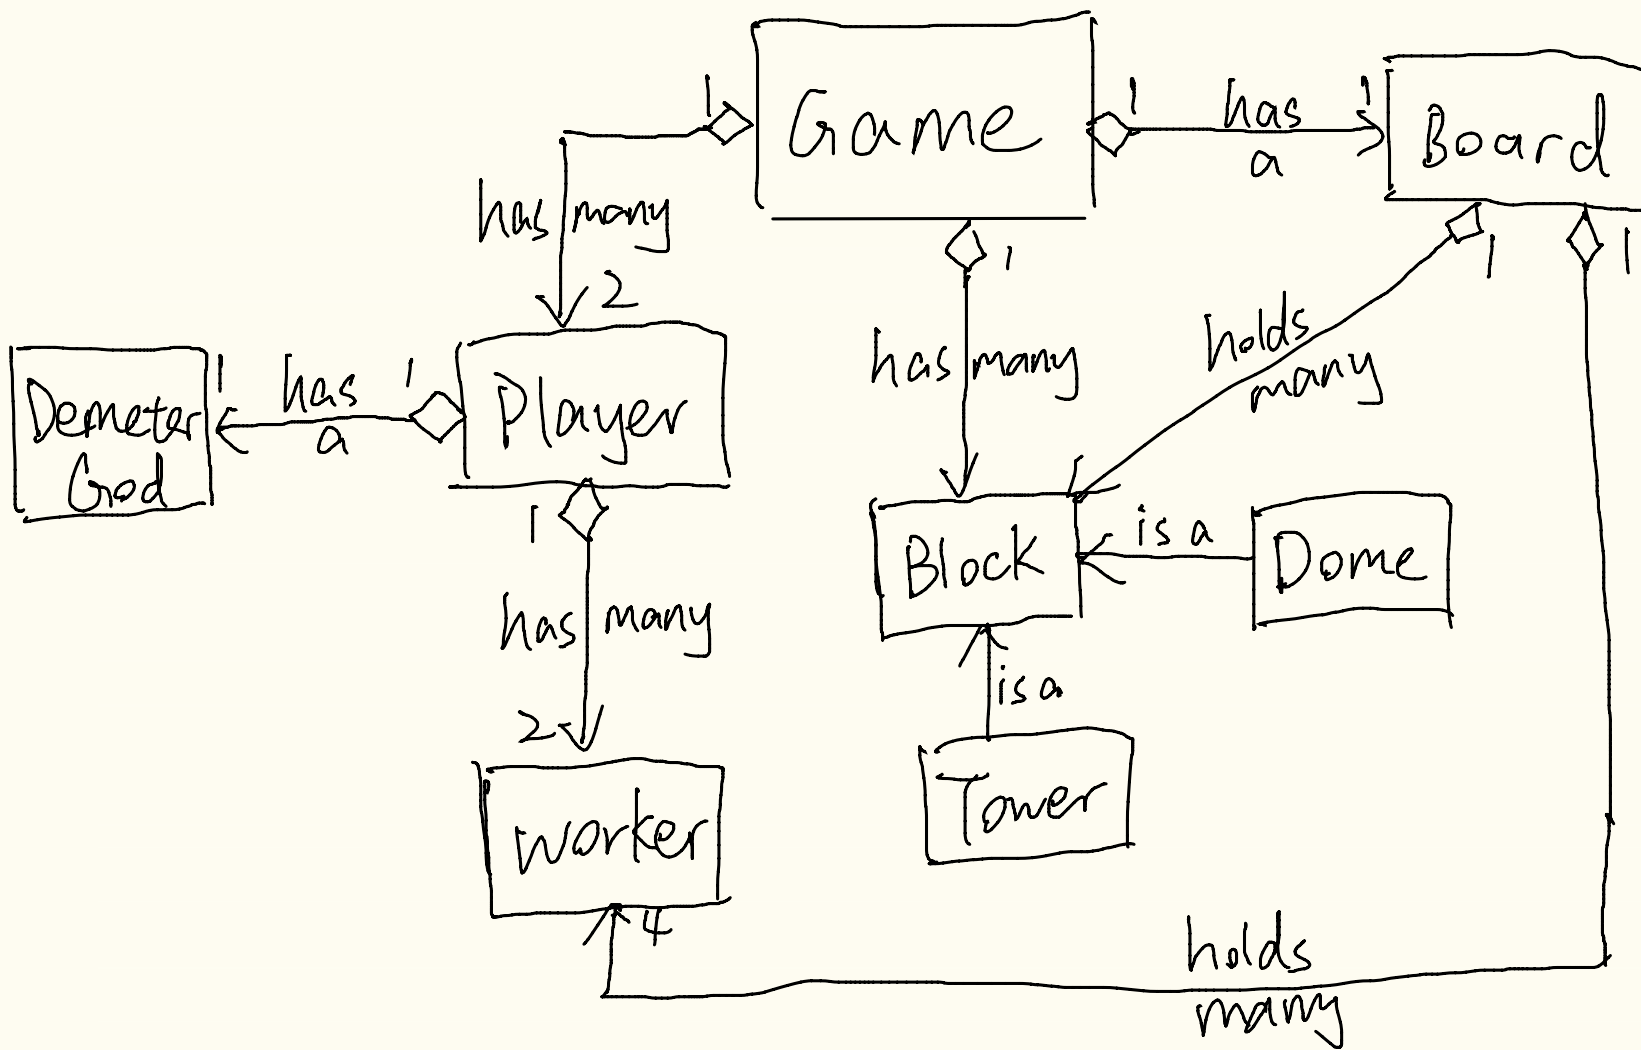 Game
1
1
has
a
1
Board
has many
2
1
has many
1
1
holds
many
Demeter
God
1
has
a
1
Player
1
has many
2
Block
is a
Dome
is a
Tower
worker
4
holds
many